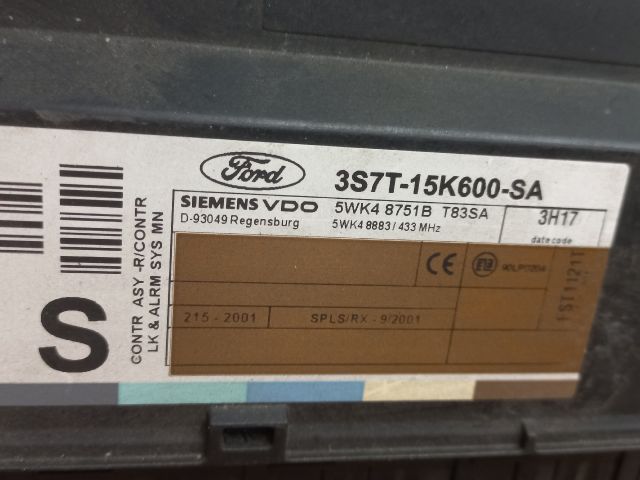 Ford
3S7T-15K600-SA
SIEMENS VDO
D-93049 Regensburg
5WK4 8751B T83SA
5WK4 8883/433 MHz
3H17
date code
CE
215 - 2001
SPLS/RX - 9/2001
CONTR ASY -R/CONTR
LK & ALRM SYS MN
S